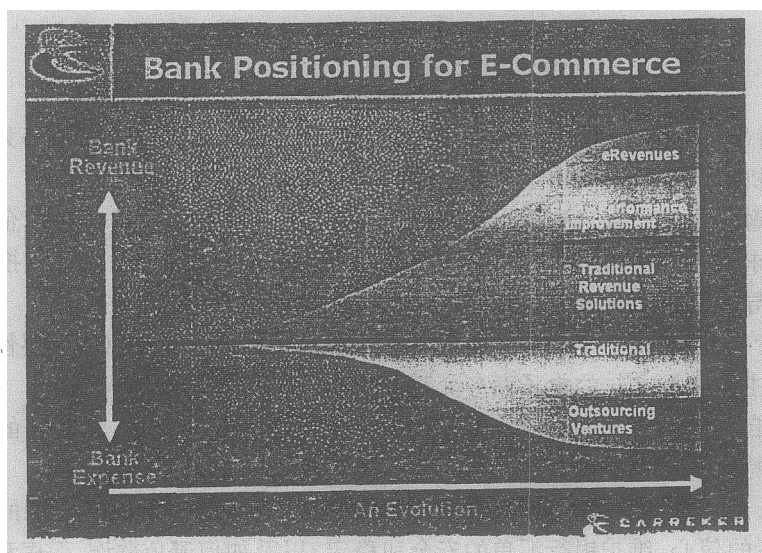 Bank Positioning for E-Commerce
Bank
Revenue
eRevenues
Performance
Improvement
Traditional
Revenue
Solutions
Traditional
Outsourcing
Ventures
Bank
Expense
An Evolution
CARREKER